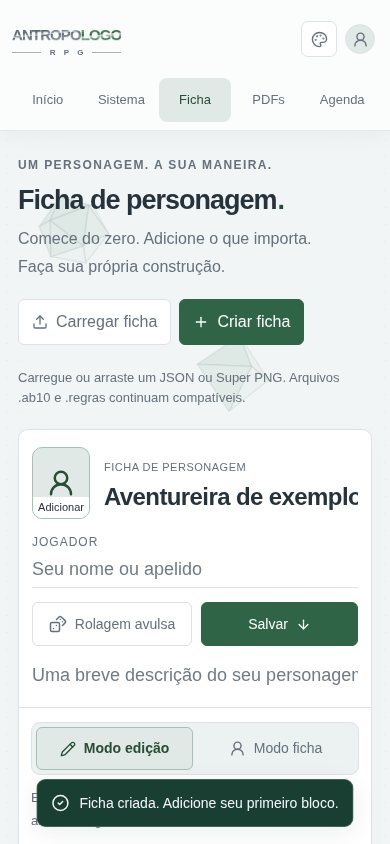 ANTROPOLOGO
RPG
Início
Sistema
Ficha
PDFs
Agenda
UM PERSONAGEM. A SUA MANEIRA.
Ficha de personagem.
Comece do zero. Adicione o que importa.
Faça sua própria construção.
Carregar ficha
Criar ficha
Carregue ou arraste um JSON ou Super PNG. Arquivos
.ab10 e .regras continuam compatíveis.
FICHA DE PERSONAGEM
Adicionar
Aventureira de exemplo
JOGADOR
Seu nome ou apelido
Rolagem avulsa
Salvar
Uma breve descrição do seu personagem
Modo edição
Modo ficha
Ficha criada. Adicione seu primeiro bloco.